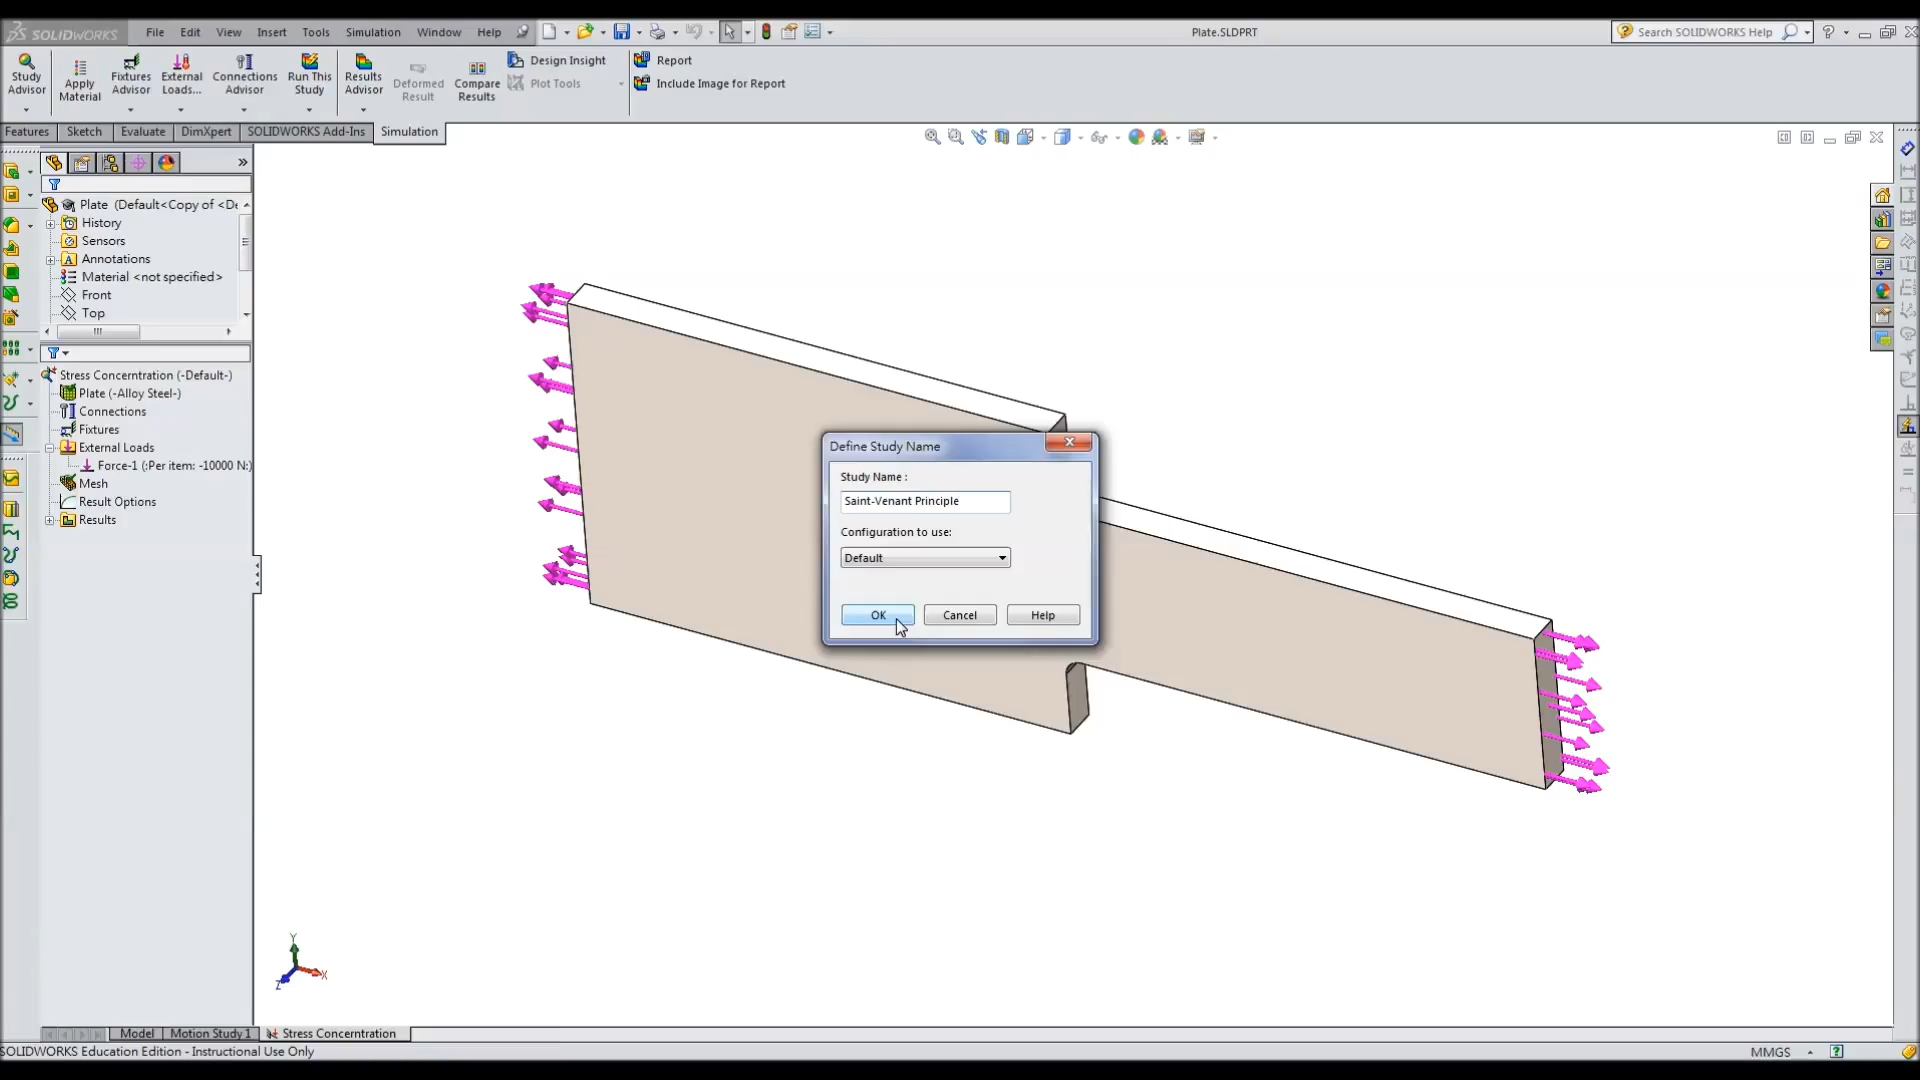 SOLIDWORKS File Edit View Insert Tools Simulation Window Help Plate.SLDPRT Search SOLIDWORKS Help
Study Advisor
Apply Material
Fixtures Advisor
External Loads...
Connections Advisor
Run This Study
Results Advisor
Deformed Result
Compare Results
Design Insight
Plot Tools
Report
Include Image for Report
Features Sketch Evaluate DimXpert SOLIDWORKS Add-Ins Simulation
Plate (Default<Copy of <De
History
Sensors
Annotations
Material <not specified>
Front
Top
Stress Concerntration (-Default-)
Plate (-Alloy Steel-)
Connections
Fixtures
External Loads
Force-1 (:Per item: -10000 N:)
Mesh
Result Options
Results
Define Study Name
Study Name :
Saint-Venant Principle
Configuration to use:
Default
OK Cancel Help
Y
X
Z
Model Motion Study 1 Stress Concerntration
SOLIDWORKS Education Edition - Instructional Use Only MMGS